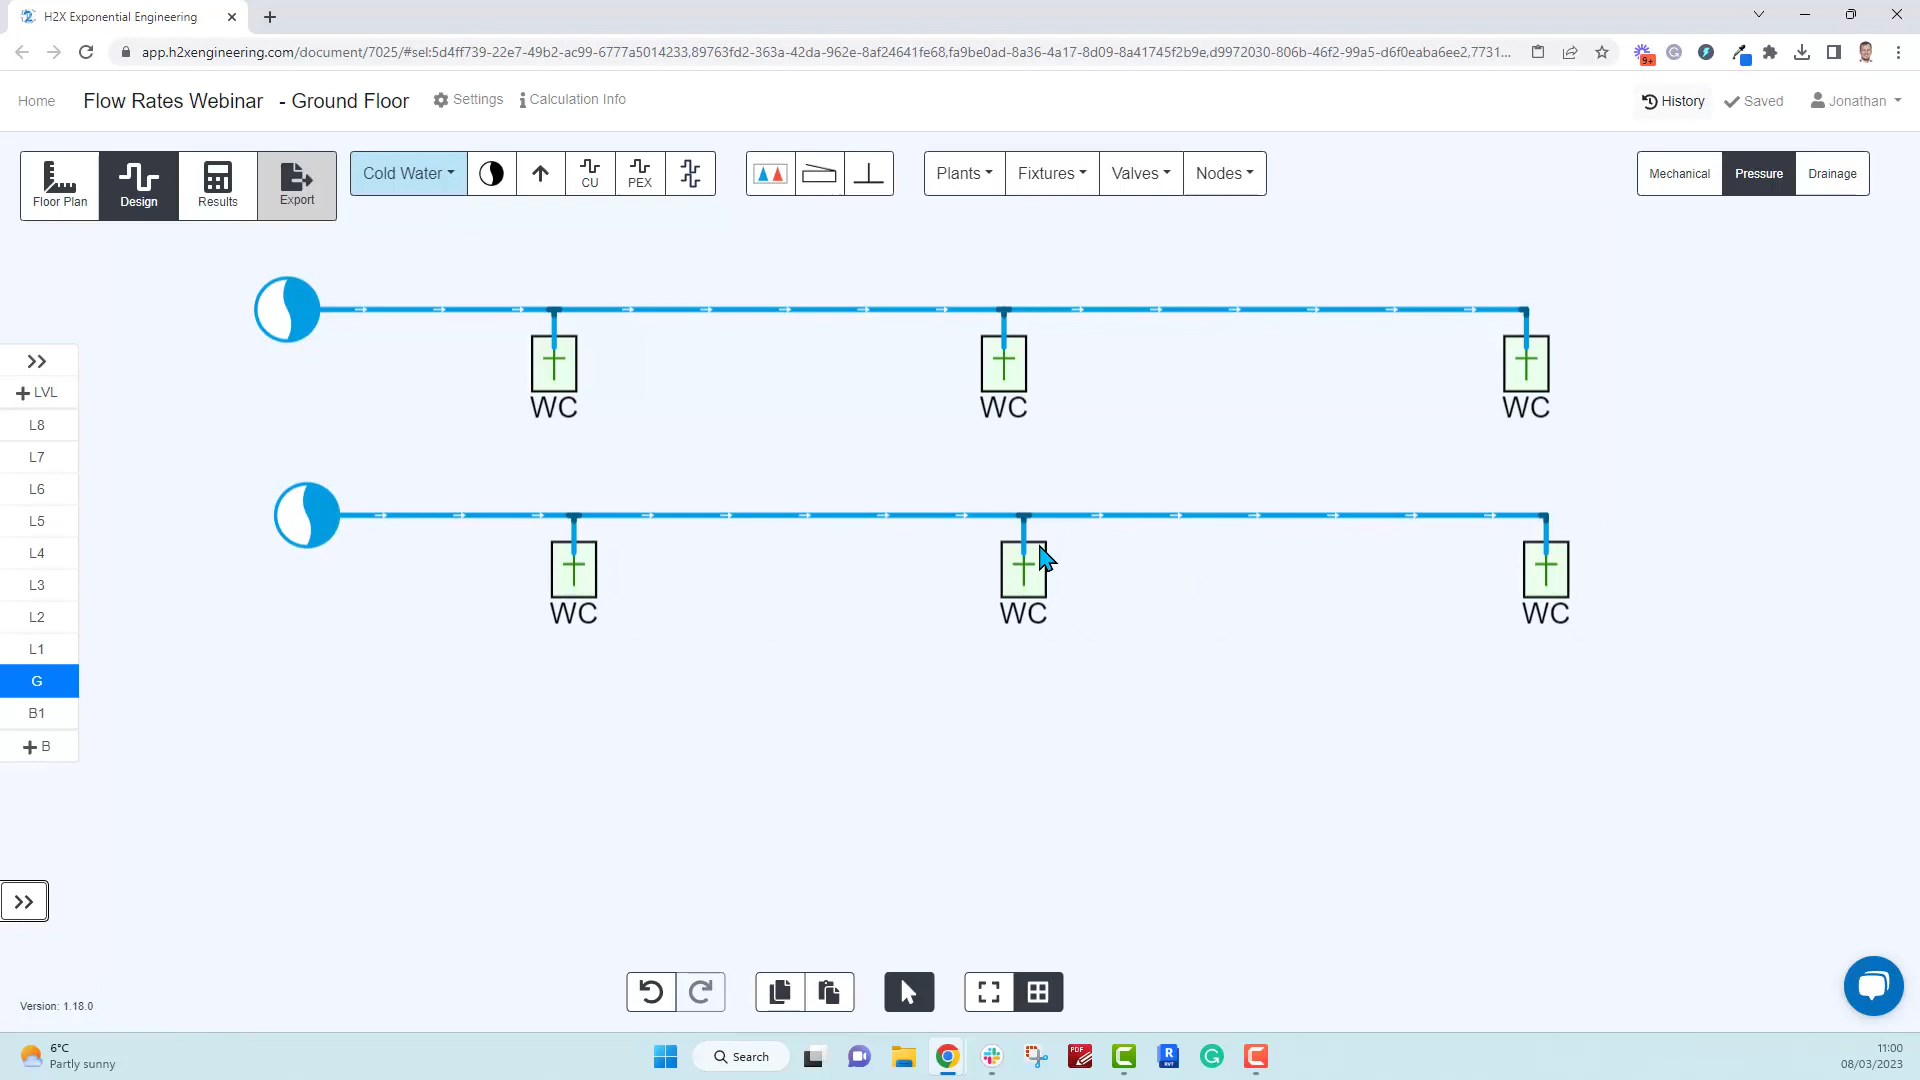 H2X Exponential Engineering
app.h2xengineering.com/document/7025/#sel:5d4ff739-22e7-49b2-ac99-6777a5014233,89763fd2-363a-42da-962e-8af24641fe68,fa9be0ad-8a36-4a17-8d09-8a41745f2b9e,d9972030-806b-46f2-99a5-d6f0eaba6ee2,7731...
9+
Home
Flow Rates Webinar - Ground Floor
Settings
Calculation Info
History
Saved
Jonathan
Floor Plan
Design
Results
Export
Cold Water
CU
PEX
Plants
Fixtures
Valves
Nodes
Mechanical
Pressure
Drainage
WC
WC
WC
WC
WC
WC
LVL
L8
L7
L6
L5
L4
L3
L2
L1
G
B1
B
Version: 1.18.0
6°C
Partly sunny
Search
PDF
R
RVT
11:00
08/03/2023